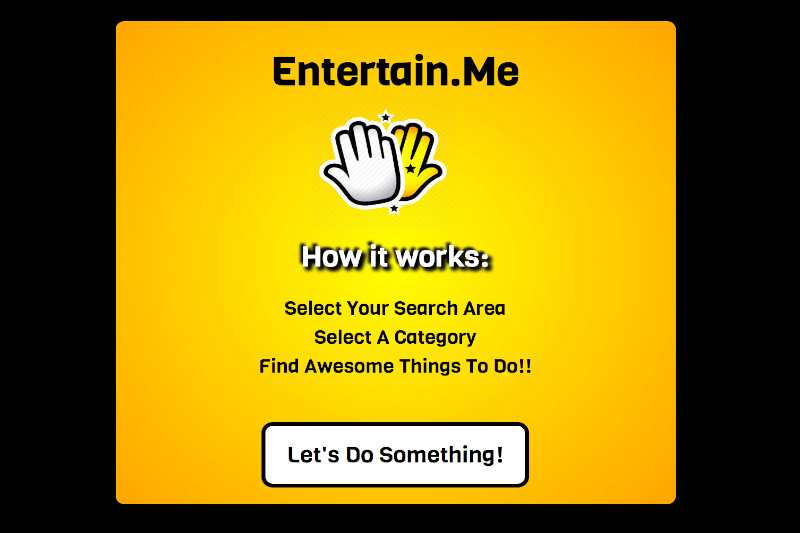 Entertain.Me
How it works:
Select Your Search Area
Select A Category
Find Awesome Things To Do!!
Let's Do Something!